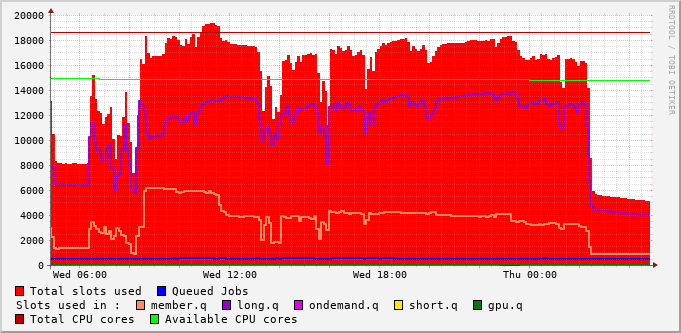 20000
18000
16000
14000
12000
10000
8000
6000
4000
2000
0
Wed 06:00 Wed 12:00 Wed 18:00 Thu 00:00
RRDTOOL / TOBI OETIKER
Total slots used Queued Jobs
Slots used in : member.q long.q ondemand.q short.q gpu.q
Total CPU cores Available CPU cores